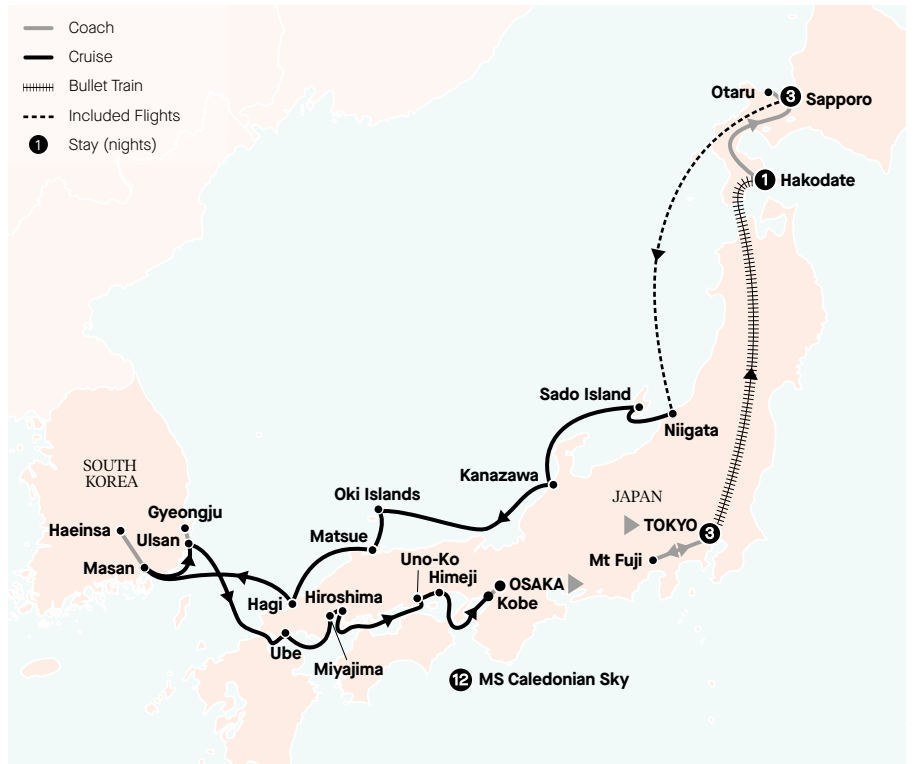 Coach
Cruise
Bullet Train
Included Flights
1 Stay (nights)
Otaru
3 Sapporo
1 Hakodate
Sado Island
Niigata
Kanazawa
SOUTH
KOREA
Oki Islands
JAPAN
Gyeongju
TOKYO 3
Haeinsa
Ulsan
Matsue
Mt Fuji
Masan
Uno-Ko
Himeji
OSAKA
Hagi
Hiroshima
Kobe
Ube
Miyajima
12 MS Caledonian Sky